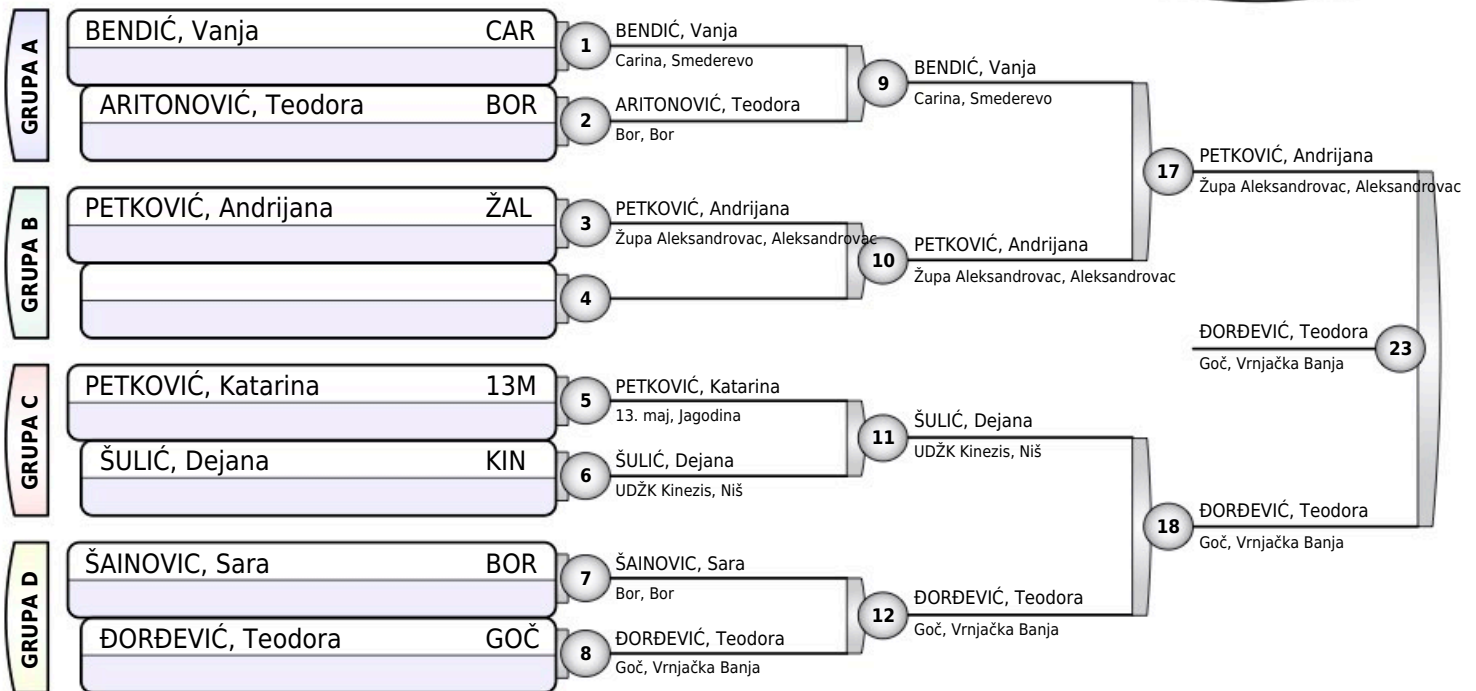 GRUPA A
BENDIĆ, Vanja CAR
ARITONOVIĆ, Teodora BOR
GRUPA B
PETKOVIĆ, Andrijana ŽAL
GRUPA C
PETKOVIĆ, Katarina 13M
ŠULIĆ, Dejana KIN
GRUPA D
ŠAINOVIC, Sara BOR
ĐORĐEVIĆ, Teodora GOČ
1
BENDIĆ, Vanja
Carina, Smederevo
2
ARITONOVIĆ, Teodora
Bor, Bor
3
PETKOVIĆ, Andrijana
Župa Aleksandrovac, Aleksandrovac
4
5
PETKOVIĆ, Katarina
13. maj, Jagodina
6
ŠULIĆ, Dejana
UDŽK Kinezis, Niš
7
ŠAINOVIC, Sara
Bor, Bor
8
ĐORĐEVIĆ, Teodora
Goč, Vrnjačka Banja
9
BENDIĆ, Vanja
Carina, Smederevo
10
PETKOVIĆ, Andrijana
Župa Aleksandrovac, Aleksandrovac
11
ŠULIĆ, Dejana
UDŽK Kinezis, Niš
12
ĐORĐEVIĆ, Teodora
Goč, Vrnjačka Banja
17
PETKOVIĆ, Andrijana
Župa Aleksandrovac, Aleksandrovac
18
ĐORĐEVIĆ, Teodora
Goč, Vrnjačka Banja
ĐORĐEVIĆ, Teodora
Goč, Vrnjačka Banja
23